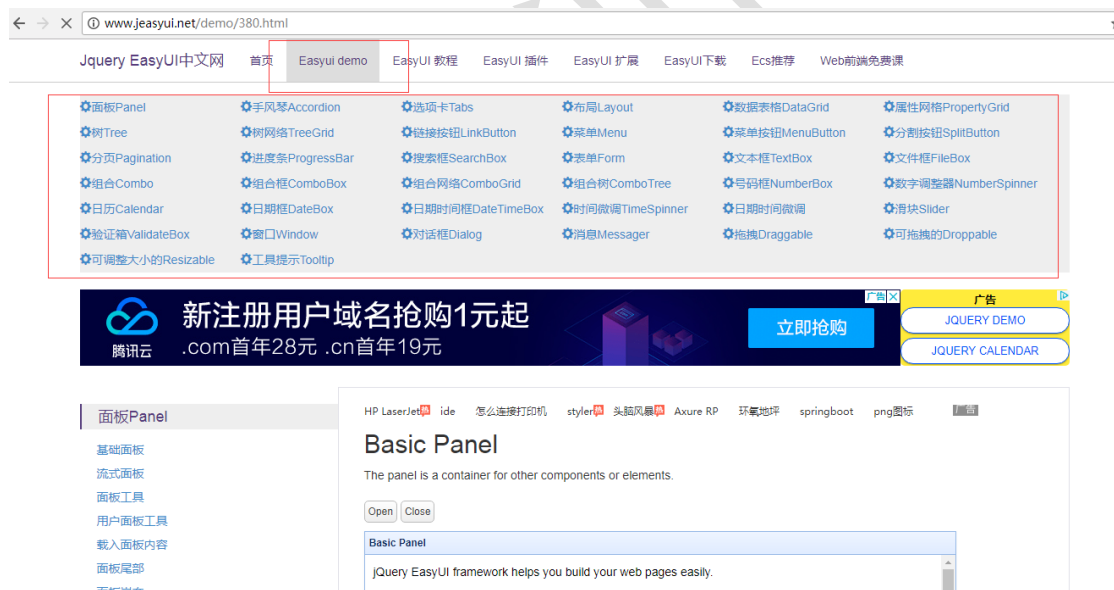 www.jeasyui.net/demo/380.html
Jquery EasyUI中文网 首页 Easyui demo EasyUI 教程 EasyUI 插件 EasyUI 扩展 EasyUI下载 Ecs推荐 Web前端免费课
面板Panel 手风琴Accordion 选项卡Tabs 布局Layout 数据表格DataGrid 属性网格PropertyGrid
树Tree 树网络TreeGrid 链接按钮LinkButton 菜单Menu 菜单按钮MenuButton 分割按钮SplitButton
分页Pagination 进度条ProgressBar 搜索框SearchBox 表单Form 文本框TextBox 文件框FileBox
组合Combo 组合框ComboBox 组合网络ComboGrid 组合树ComboTree 号码框NumberBox 数字调整器NumberSpinner
日历Calendar 日期框DateBox 日期时间框DateTimeBox 时间微调TimeSpinner 日期时间微调 滑块Slider
验证箱ValidateBox 窗口Window 对话框Dialog 消息Messager 拖拽Draggable 可拖拽的Droppable
可调整大小的Resizable 工具提示Tooltip
腾讯云
新注册用户域名抢购1元起
.com首年28元 .cn首年19元
立即抢购
广告
广告
JQUERY DEMO
JQUERY CALENDAR
面板Panel
基础面板
流式面板
面板工具
用户面板工具
载入面板内容
面板尾部
HP LaserJet热 ide 怎么连接打印机 styler热 头脑风暴热 Axure RP 环氧地坪 springboot png图标 广告
Basic Panel
The panel is a container for other components or elements.
Open Close
Basic Panel
jQuery EasyUI framework helps you build your web pages easily.